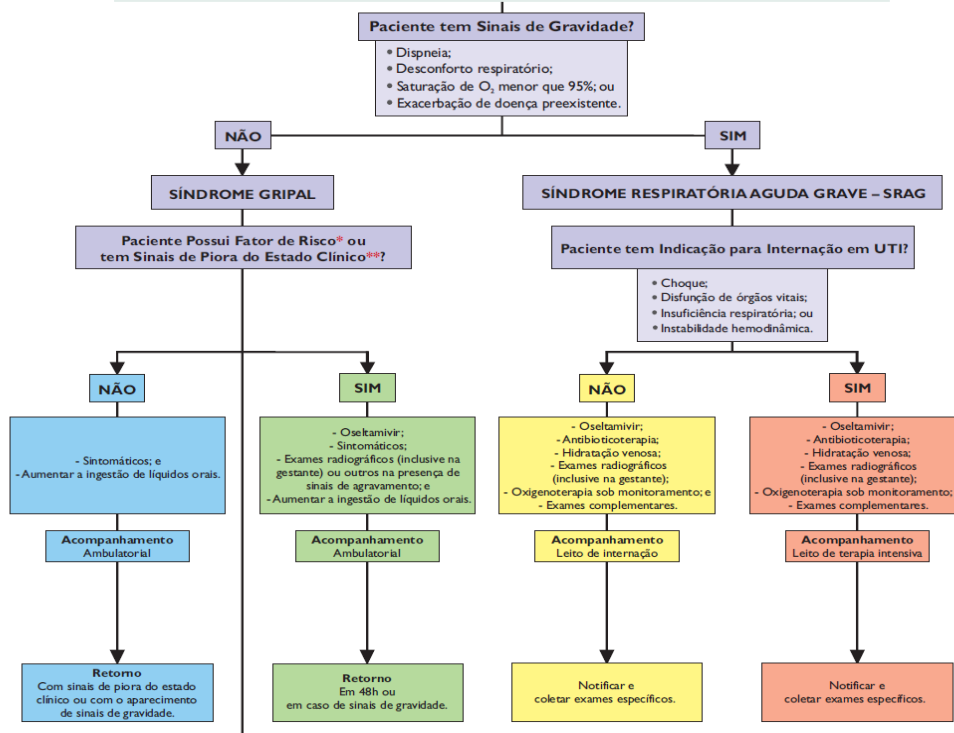 Paciente tem Sinais de Gravidade?
• Dispneia;
• Desconforto respiratório;
• Saturação de O₂ menor que 95%; ou
• Exacerbação de doença preexistente.
NÃO
SIM
SÍNDROME GRIPAL
SÍNDROME RESPIRATÓRIA AGUDA GRAVE – SRAG
Paciente Possui Fator de Risco* ou
tem Sinais de Piora do Estado Clínico**?
Paciente tem Indicação para Internação em UTI?
• Choque;
• Disfunção de órgãos vitais;
• Insuficiência respiratória; ou
• Instabilidade hemodinâmica.
NÃO
- Sintomáticos; e
- Aumentar a ingestão de líquidos orais.
Acompanhamento
Ambulatorial
Retorno
Com sinais de piora do estado
clínico ou com o aparecimento
de sinais de gravidade.
SIM
- Oseltamivir;
- Sintomáticos;
- Exames radiográficos (inclusive na
gestante) ou outros na presença de
sinais de agravamento; e
- Aumentar a ingestão de líquidos orais.
Acompanhamento
Ambulatorial
Retorno
Em 48h ou
em caso de sinais de gravidade.
NÃO
- Oseltamivir;
- Antibioticoterapia;
- Hidratação venosa;
- Exames radiográficos
(inclusive na gestante);
- Oxigenoterapia sob monitoramento; e
- Exames complementares.
Acompanhamento
Leito de internação
Notificar e
coletar exames específicos.
SIM
- Oseltamivir;
- Antibioticoterapia;
- Hidratação venosa;
- Exames radiográficos
(inclusive na gestante);
- Oxigenoterapia sob monitoramento; e
- Exames complementares.
Acompanhamento
Leito de terapia intensiva
Notificar e
coletar exames específicos.